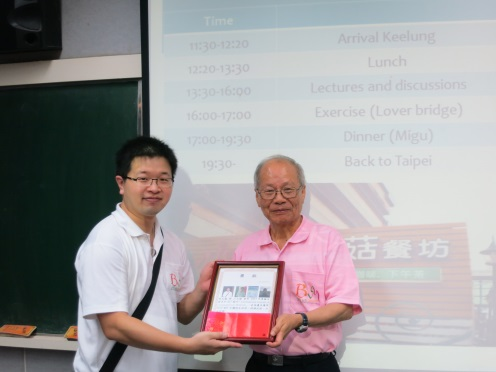 Time
11:30-12:20 Arrival Keelung
12:20-13:30 Lunch
13:30-16:00 Lectures and discussions
16:00-17:00 Exercise (Lover bridge)
17:00-19:30 Dinner (Migu)
19:30- Back to Taipei
菇餐坊